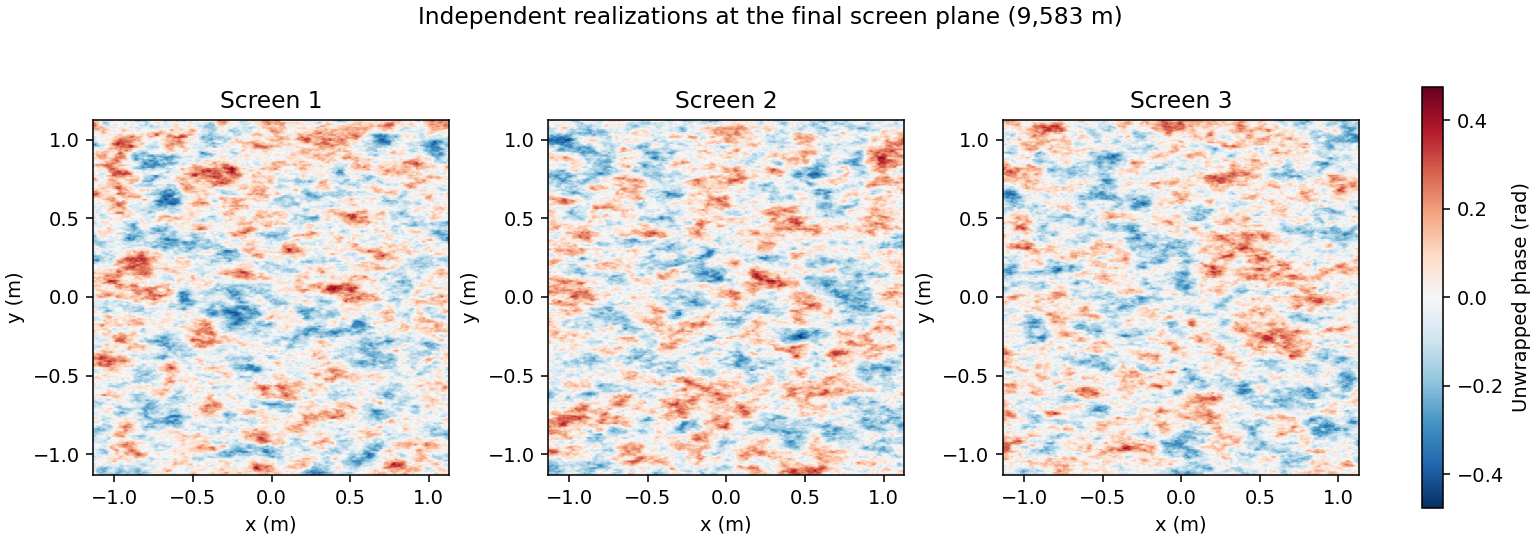 Independent realizations at the final screen plane (9,583 m)
Screen 1
Screen 2
Screen 3
1.0
0.5
0.0
−0.5
−1.0
y (m)
−1.0 −0.5 0.0 0.5 1.0
x (m)
1.0
0.5
0.0
−0.5
−1.0
y (m)
−1.0 −0.5 0.0 0.5 1.0
x (m)
1.0
0.5
0.0
−0.5
−1.0
y (m)
−1.0 −0.5 0.0 0.5 1.0
x (m)
0.4
0.2
0.0
−0.2
−0.4
Unwrapped phase (rad)